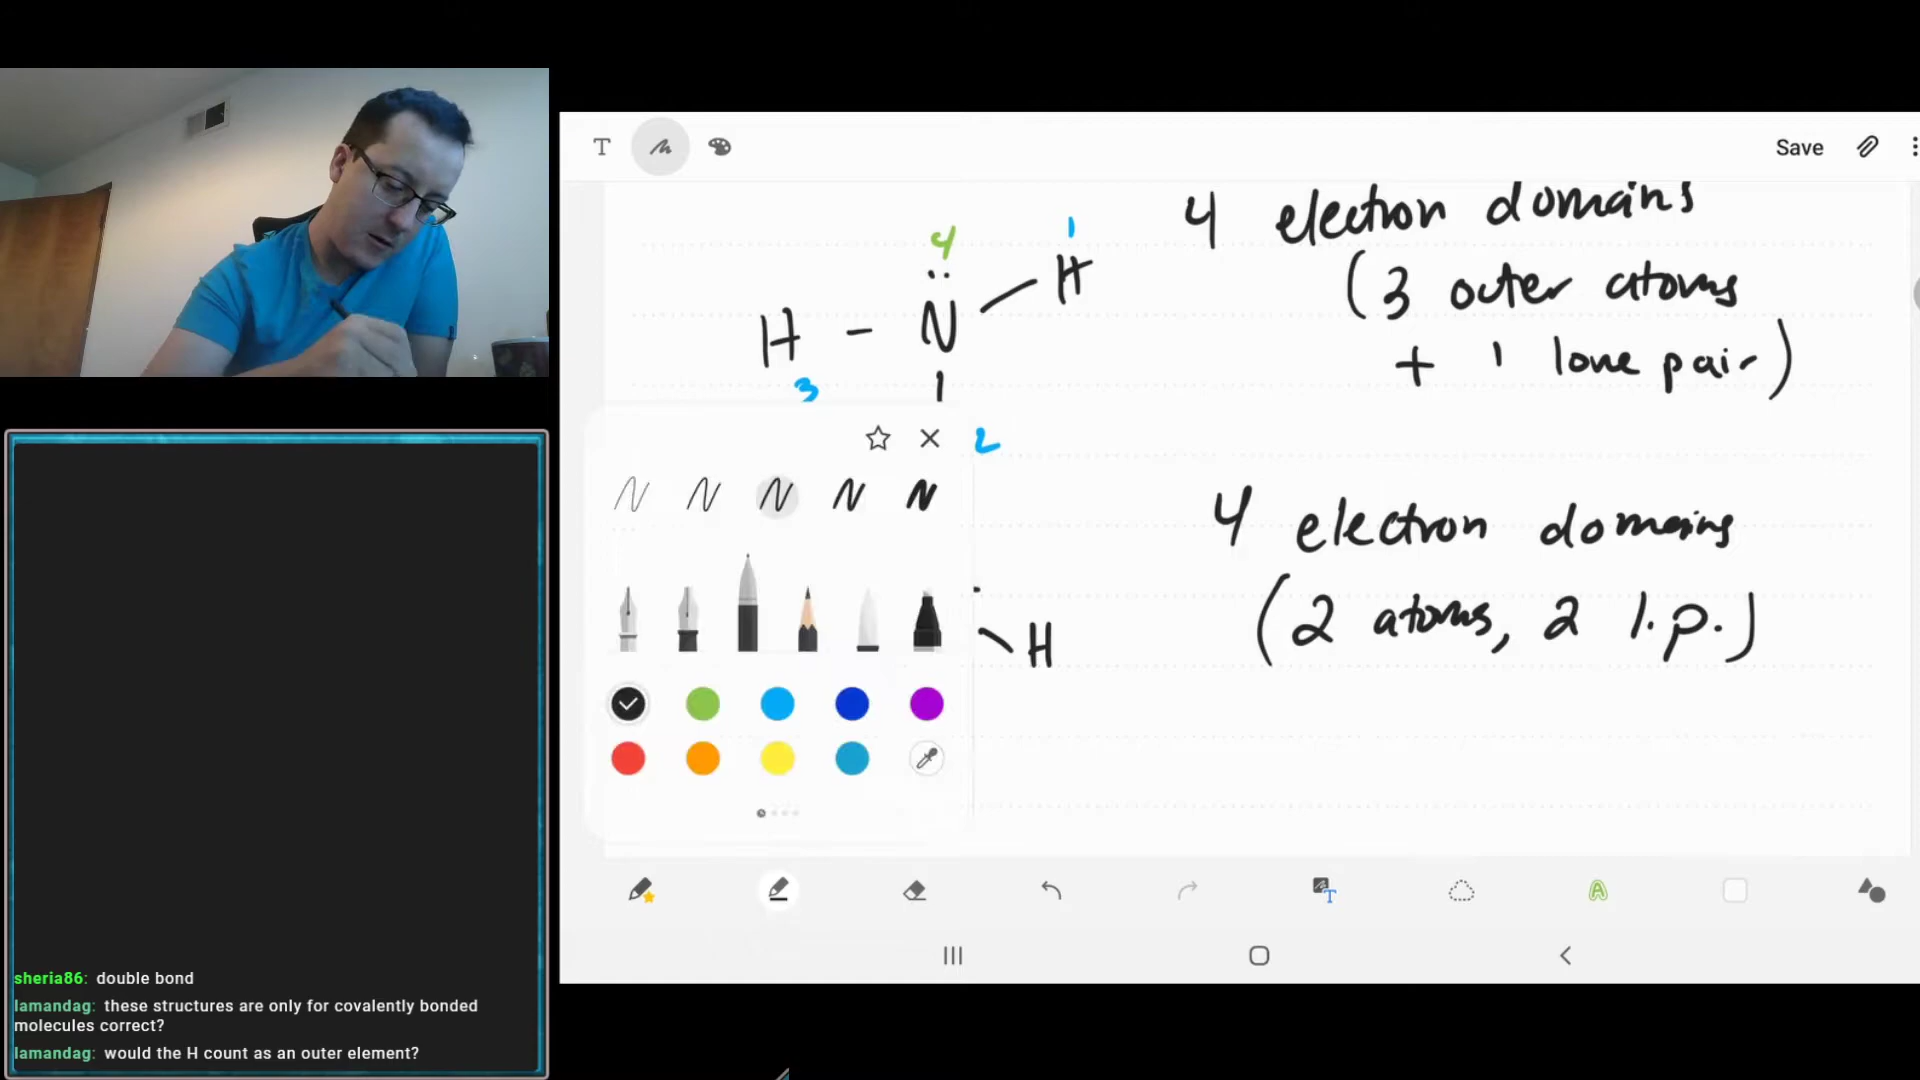 T
Save
4 electron domains
(3 outer atoms
+ 1 lone pair)
4
1
H - N - H
3
2
4 electron domains
(2 atoms, 2 l.p.)
H
sheria86: double bond
lamandag: these structures are only for covalently bonded
molecules correct?
lamandag: would the H count as an outer element?